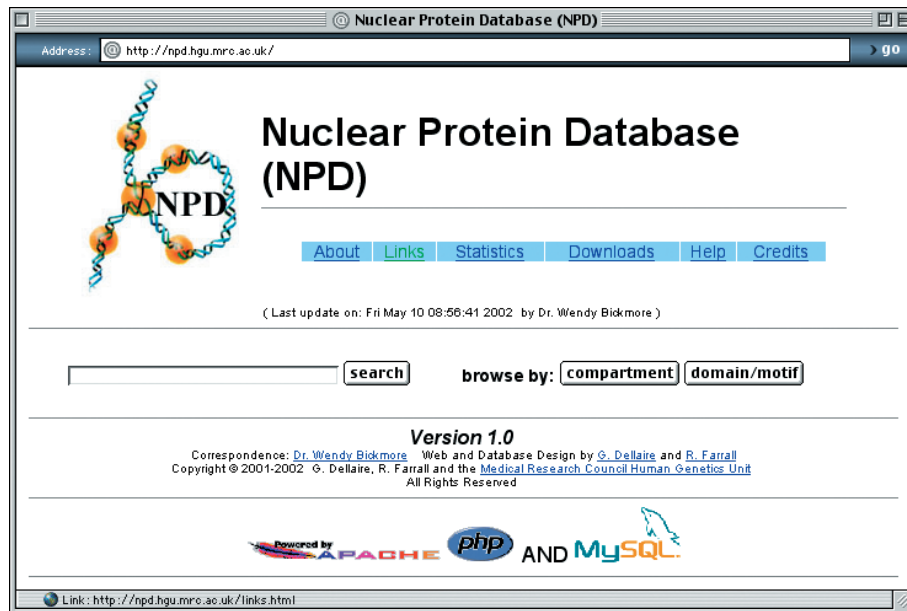 Nuclear Protein Database (NPD)
Address: http://npd.hgu.mrc.ac.uk/ go
NPD
Nuclear Protein Database
(NPD)
About Links Statistics Downloads Help Credits
( Last update on: Fri May 10 08:56:41 2002 by Dr. Wendy Bickmore )
search browse by: compartment domain/motif
Version 1.0
Correspondence: Dr. Wendy Bickmore Web and Database Design by G. Dellaire and R. Farrall
Copyright © 2001-2002 G. Dellaire, R. Farrall and the Medical Research Council Human Genetics Unit
All Rights Reserved
Powered by
APACHE php AND MySQL.
Link: http://npd.hgu.mrc.ac.uk/links.html